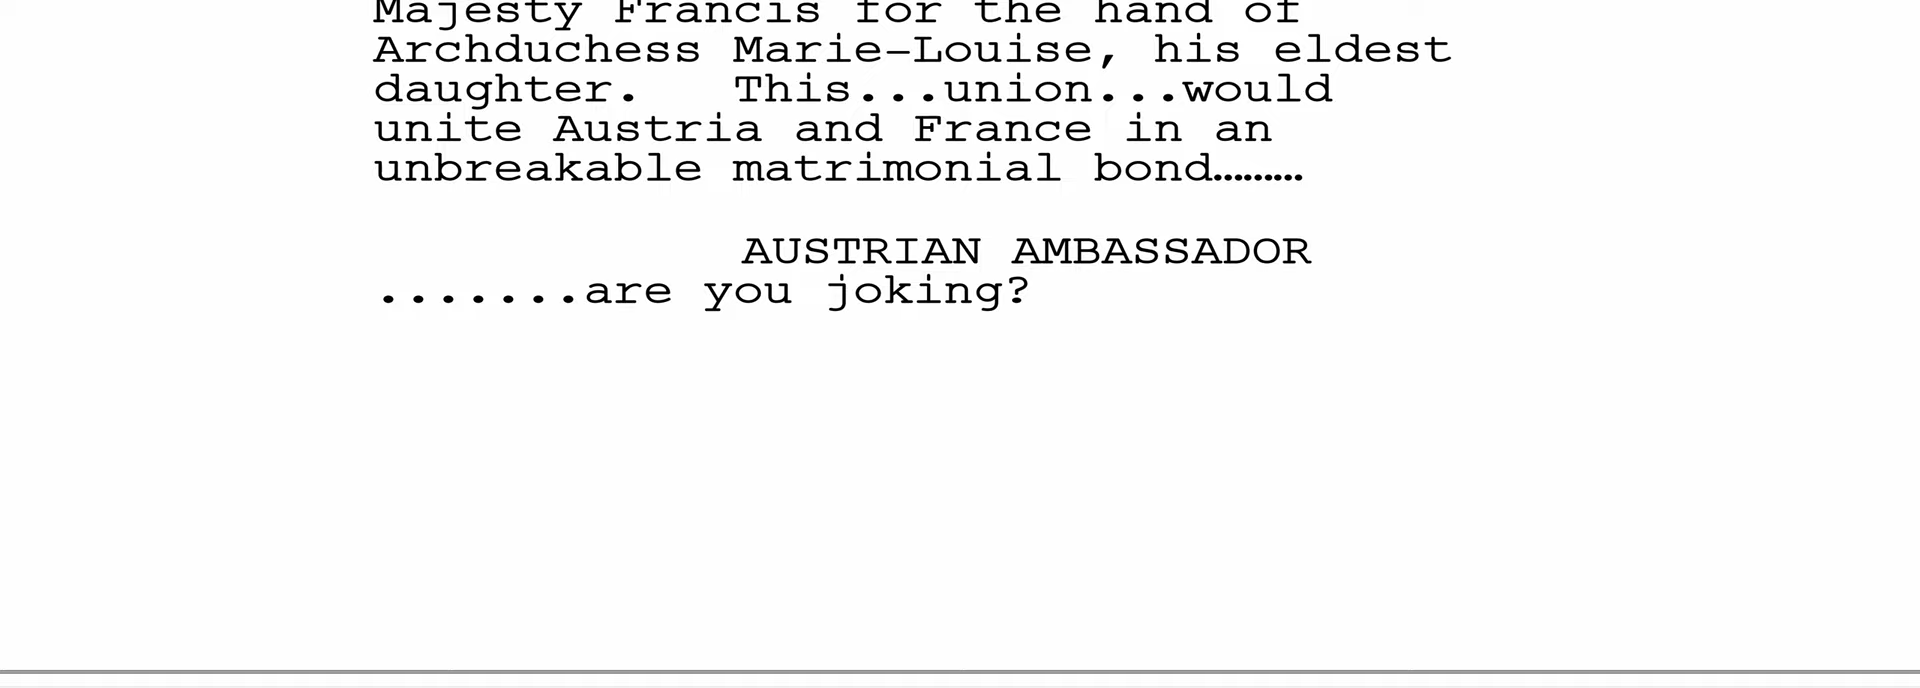 Majesty Francis for the hand of
Archduchess Marie-Louise, his eldest
daughter.   This...union...would
unite Austria and France in an
unbreakable matrimonial bond………
AUSTRIAN AMBASSADOR
.......are you joking?